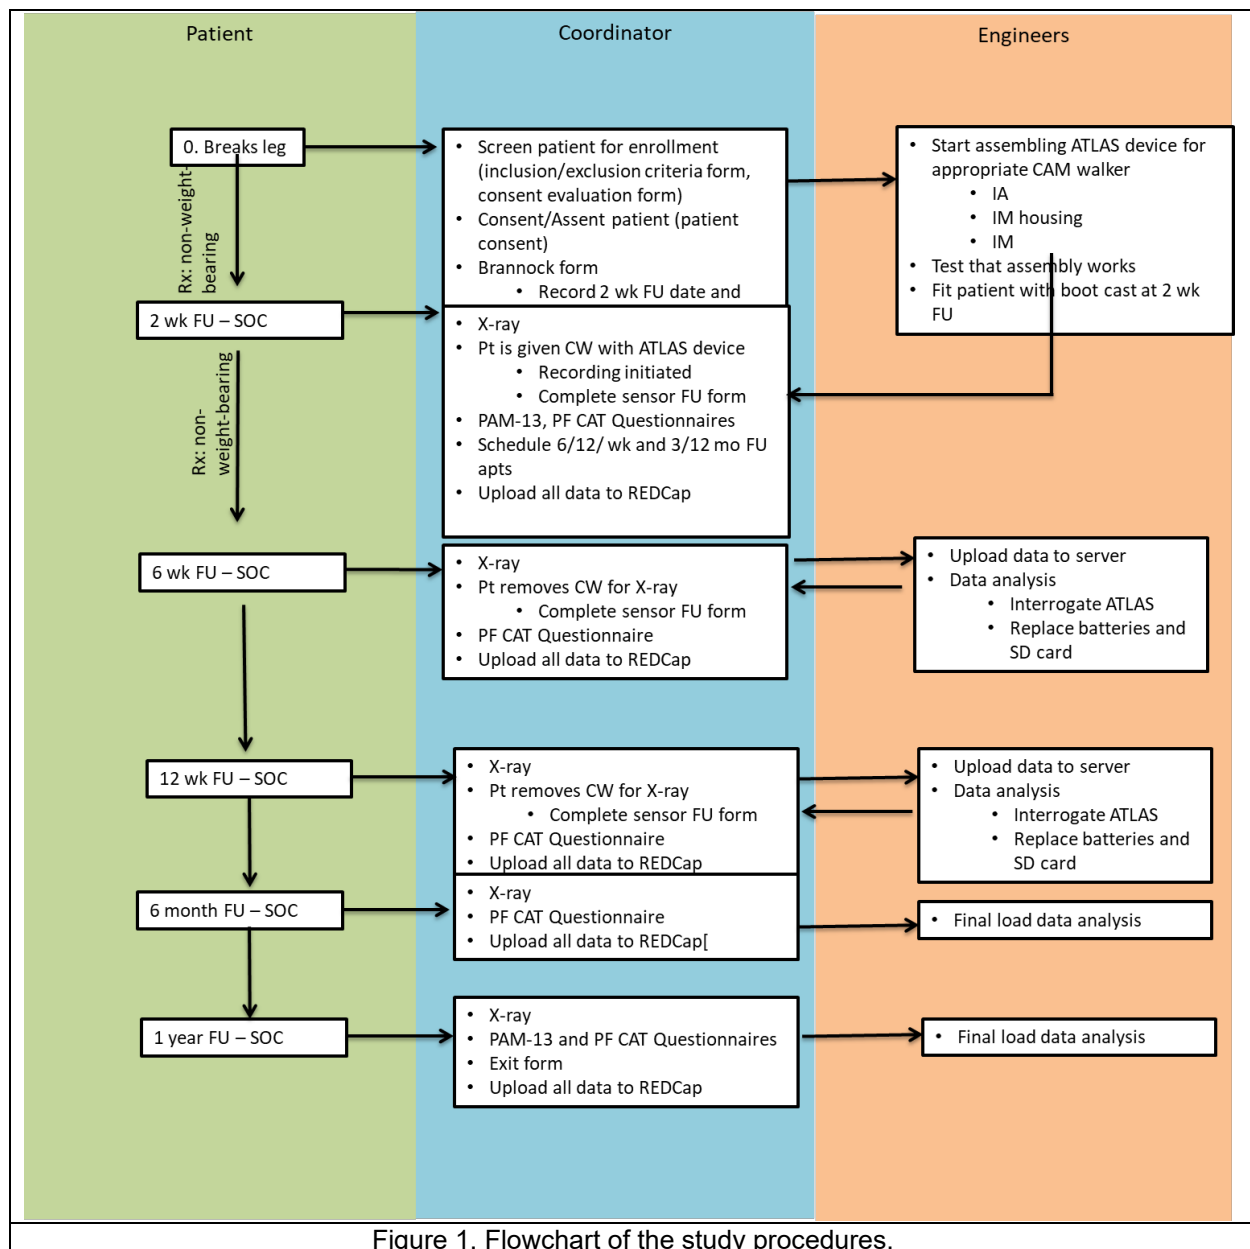 Patient
Coordinator
Engineers
0. Breaks leg
Rx: non-weight-
bearing
• Screen patient for enrollment
(inclusion/exclusion criteria form,
consent evaluation form)
• Consent/Assent patient (patient
consent)
• Brannock form
• Record 2 wk FU date and
• Start assembling ATLAS device for
appropriate CAM walker
• IA
• IM housing
• IM
• Test that assembly works
• Fit patient with boot cast at 2 wk
FU
2 wk FU – SOC
Rx: non-
weight-bearing
• X-ray
• Pt is given CW with ATLAS device
• Recording initiated
• Complete sensor FU form
• PAM-13, PF CAT Questionnaires
• Schedule 6/12/ wk and 3/12 mo FU
apts
• Upload all data to REDCap
6 wk FU – SOC
• X-ray
• Pt removes CW for X-ray
• Complete sensor FU form
• PF CAT Questionnaire
• Upload all data to REDCap
• Upload data to server
• Data analysis
• Interrogate ATLAS
• Replace batteries and
SD card
12 wk FU – SOC
• X-ray
• Pt removes CW for X-ray
• Complete sensor FU form
• PF CAT Questionnaire
• Upload all data to REDCap
• Upload data to server
• Data analysis
• Interrogate ATLAS
• Replace batteries and
SD card
6 month FU – SOC
• X-ray
• PF CAT Questionnaire
• Upload all data to REDCap[
• Final load data analysis
1 year FU – SOC
• X-ray
• PAM-13 and PF CAT Questionnaires
• Exit form
• Upload all data to REDCap
• Final load data analysis
Figure 1. Flowchart of the study procedures.